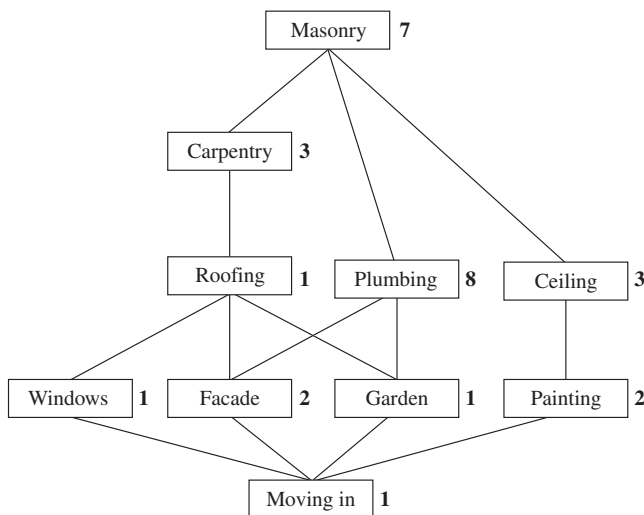 Masonry 7
Carpentry 3
Roofing 1 Plumbing 8 Ceiling 3
Windows 1 Facade 2 Garden 1 Painting 2
Moving in 1